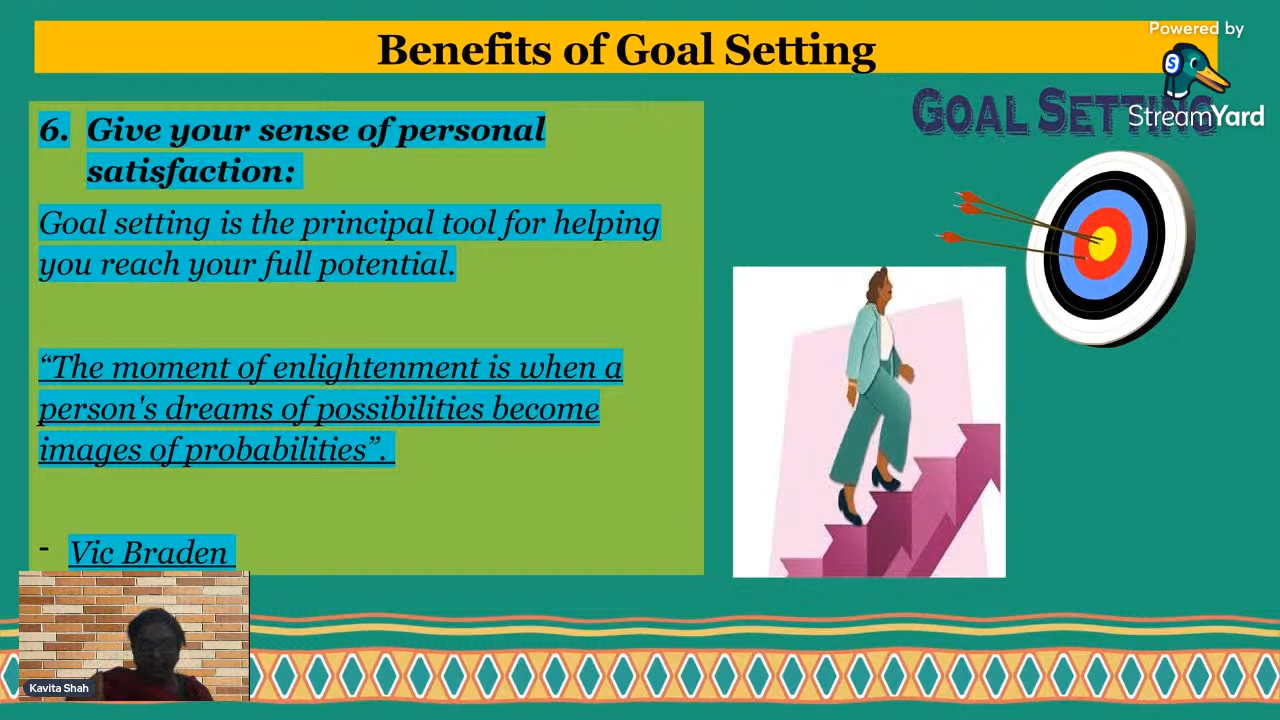 Benefits of Goal Setting
Powered by
StreamYard
GOAL SETTING
6. Give your sense of personal
satisfaction:
Goal setting is the principal tool for helping
you reach your full potential.
“The moment of enlightenment is when a
person's dreams of possibilities become
images of probabilities”.
- Vic Braden
Kavita Shah